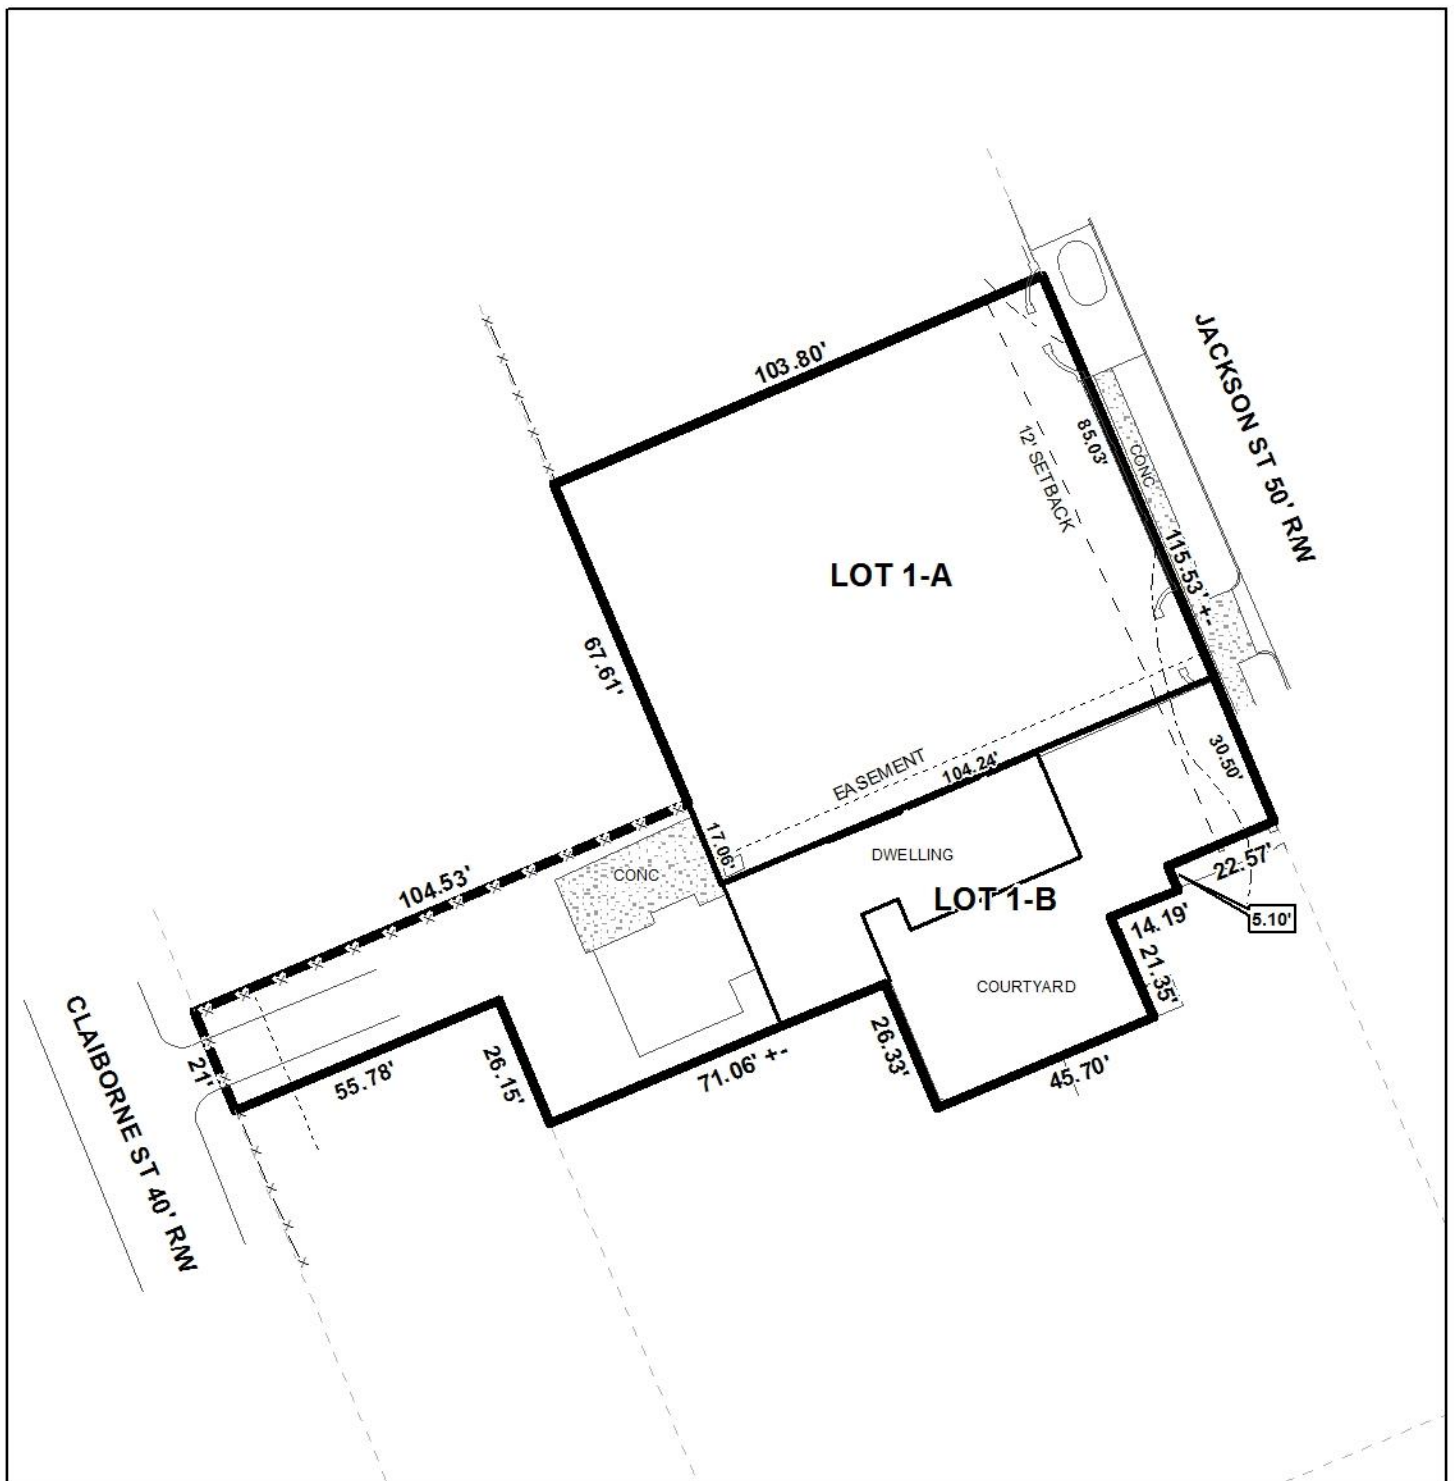 103.80'
JACKSON ST 50' R/W
85.03'
CONC
12' SETBACK
115.53' +-
LOT 1-A
67.61'
EASEMENT
104.24'
30.50'
17.06'
DWELLING
22.57'
CONC
104.53'
LOT 1-B
5.10'
14.19'
21.35'
COURTYARD
CLAIBORNE ST 40' R/W
21'
55.78'
26.15'
71.06' +-
26.33'
45.70'